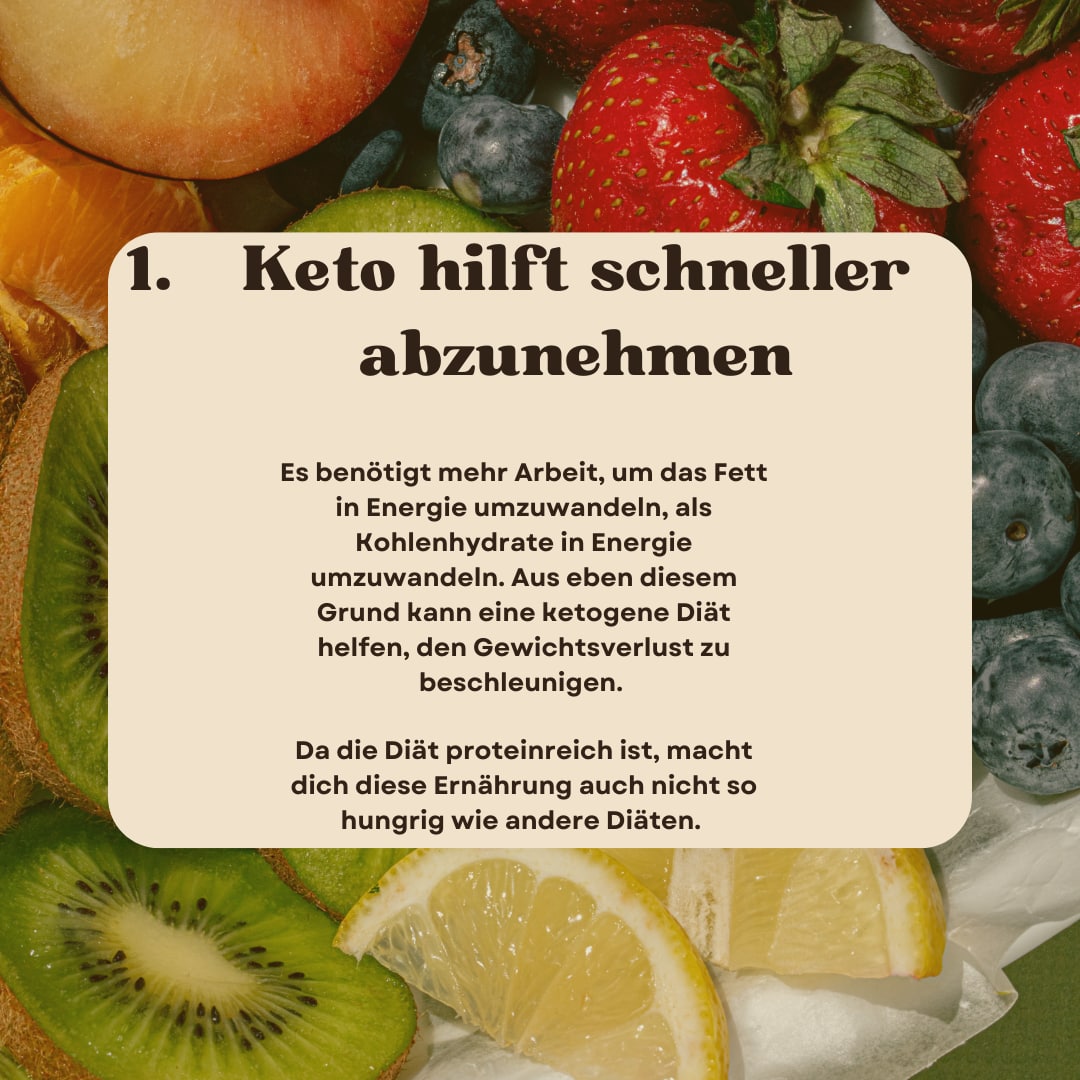 1. Keto hilft schneller
abzunehmen
Es benötigt mehr Arbeit, um das Fett
in Energie umzuwandeln, als
Kohlenhydrate in Energie
umzuwandeln. Aus eben diesem
Grund kann eine ketogene Diät
helfen, den Gewichtsverlust zu
beschleunigen.
Da die Diät proteinreich ist, macht
dich diese Ernährung auch nicht so
hungrig wie andere Diäten.